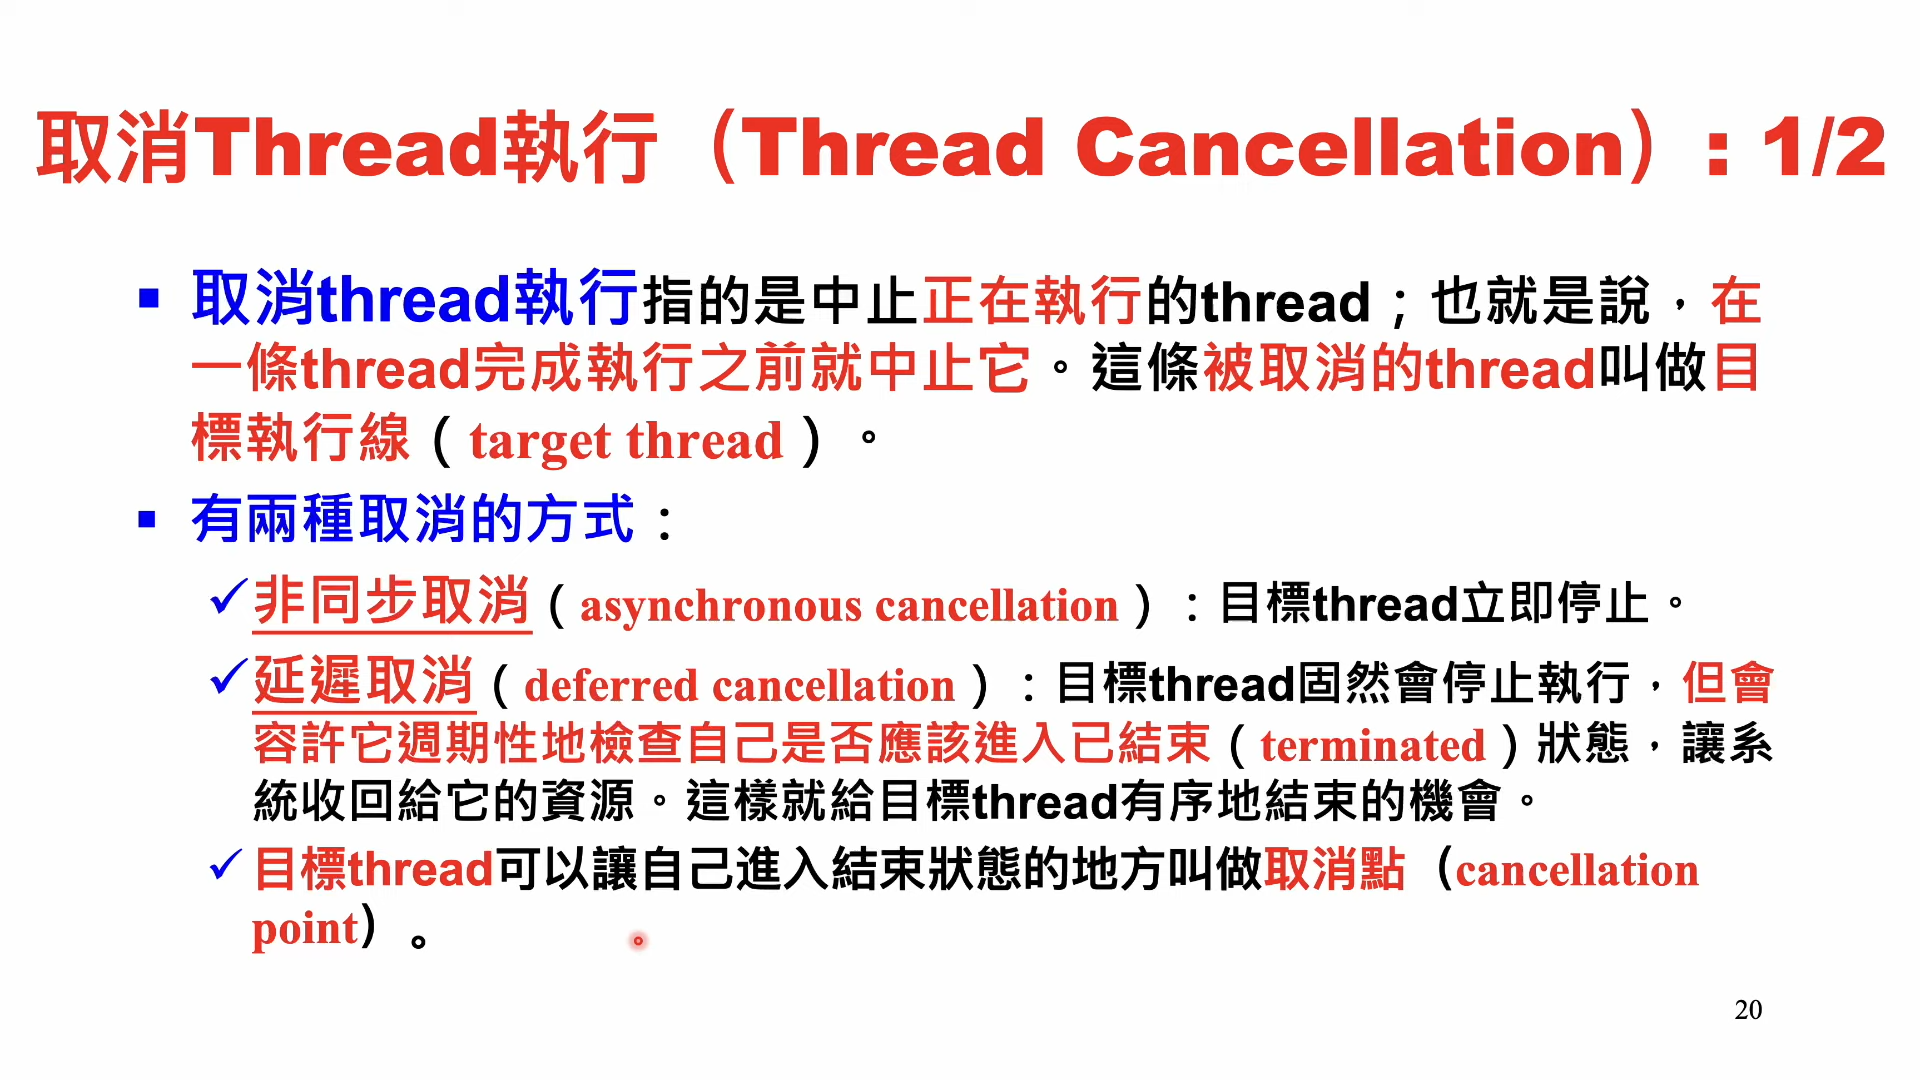 取消Thread執行（Thread Cancellation）: 1/2
▪ 取消thread執行指的是中止正在執行的thread；也就是說，在
一條thread完成執行之前就中止它。這條被取消的thread叫做目
標執行線（target thread）。
▪ 有兩種取消的方式：
✓非同步取消（asynchronous cancellation）：目標thread立即停止。
✓延遲取消（deferred cancellation）：目標thread固然會停止執行，但會
容許它週期性地檢查自己是否應該進入已結束（terminated）狀態，讓系
統收回給它的資源。這樣就給目標thread有序地結束的機會。
✓目標thread可以讓自己進入結束狀態的地方叫做取消點（cancellation
point）。
20